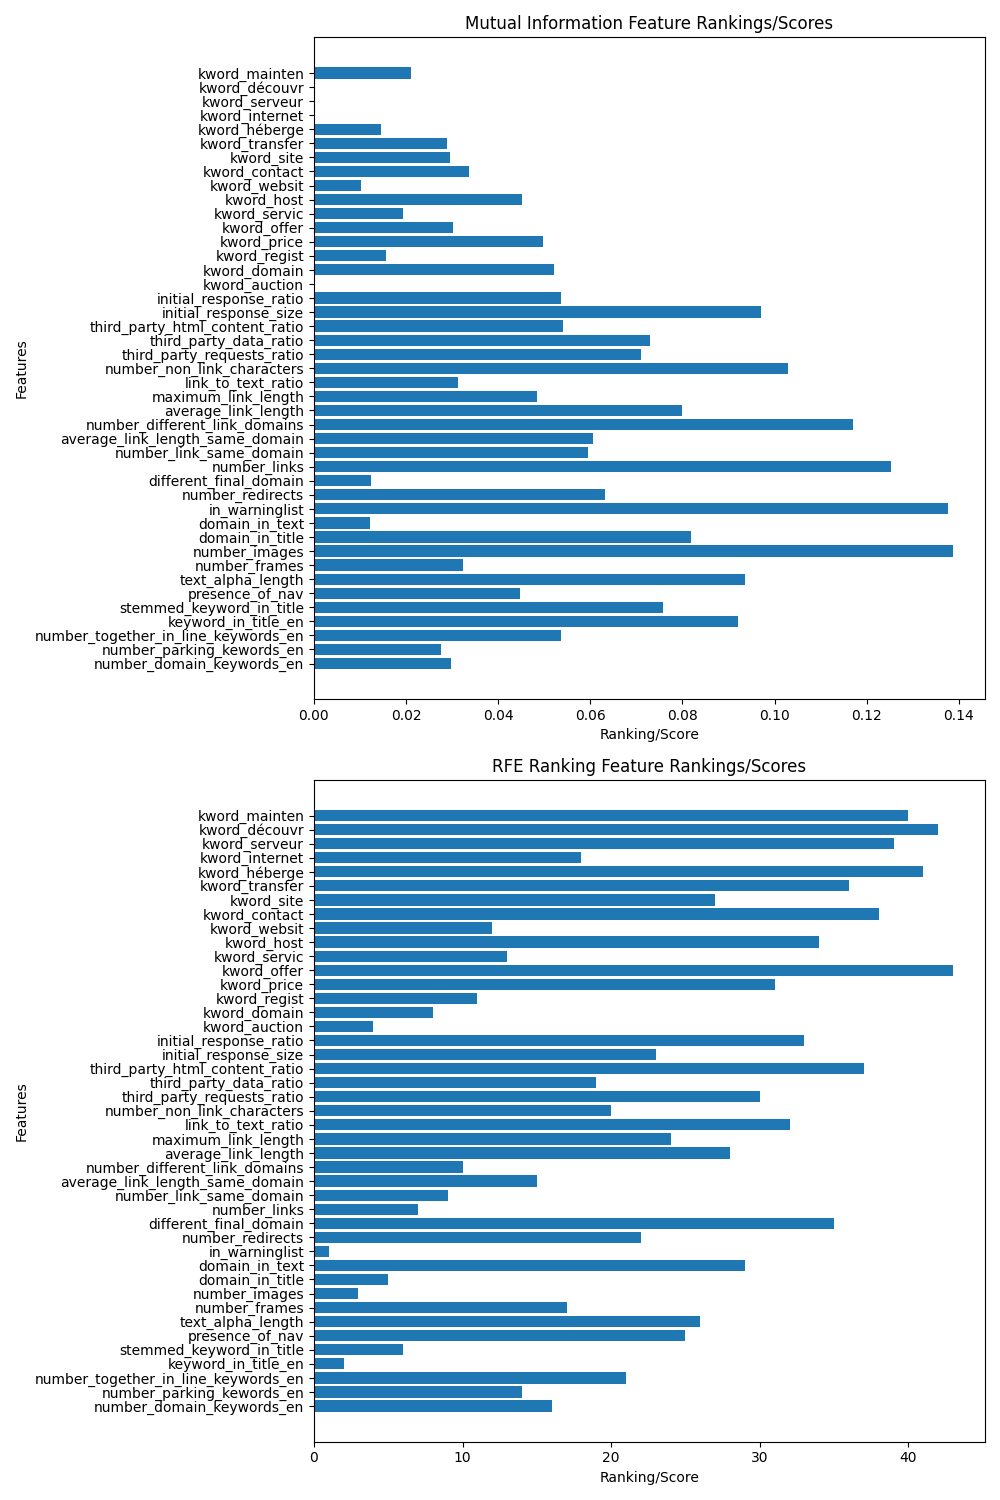 Mutual Information Feature Rankings/Scores
Features
kword_mainten
kword_découvr
kword_serveur
kword_internet
kword_héberge
kword_transfer
kword_site
kword_contact
kword_websit
kword_host
kword_servic
kword_offer
kword_price
kword_regist
kword_domain
kword_auction
initial_response_ratio
initial_response_size
third_party_html_content_ratio
third_party_data_ratio
third_party_requests_ratio
number_non_link_characters
link_to_text_ratio
maximum_link_length
average_link_length
number_different_link_domains
average_link_length_same_domain
number_link_same_domain
number_links
different_final_domain
number_redirects
in_warninglist
domain_in_text
domain_in_title
number_images
number_frames
text_alpha_length
presence_of_nav
stemmed_keyword_in_title
keyword_in_title_en
number_together_in_line_keywords_en
number_parking_kewords_en
number_domain_keywords_en
0.00 0.02 0.04 0.06 0.08 0.10 0.12 0.14
Ranking/Score
RFE Ranking Feature Rankings/Scores
Features
kword_mainten
kword_découvr
kword_serveur
kword_internet
kword_héberge
kword_transfer
kword_site
kword_contact
kword_websit
kword_host
kword_servic
kword_offer
kword_price
kword_regist
kword_domain
kword_auction
initial_response_ratio
initial_response_size
third_party_html_content_ratio
third_party_data_ratio
third_party_requests_ratio
number_non_link_characters
link_to_text_ratio
maximum_link_length
average_link_length
number_different_link_domains
average_link_length_same_domain
number_link_same_domain
number_links
different_final_domain
number_redirects
in_warninglist
domain_in_text
domain_in_title
number_images
number_frames
text_alpha_length
presence_of_nav
stemmed_keyword_in_title
keyword_in_title_en
number_together_in_line_keywords_en
number_parking_kewords_en
number_domain_keywords_en
0 10 20 30 40
Ranking/Score